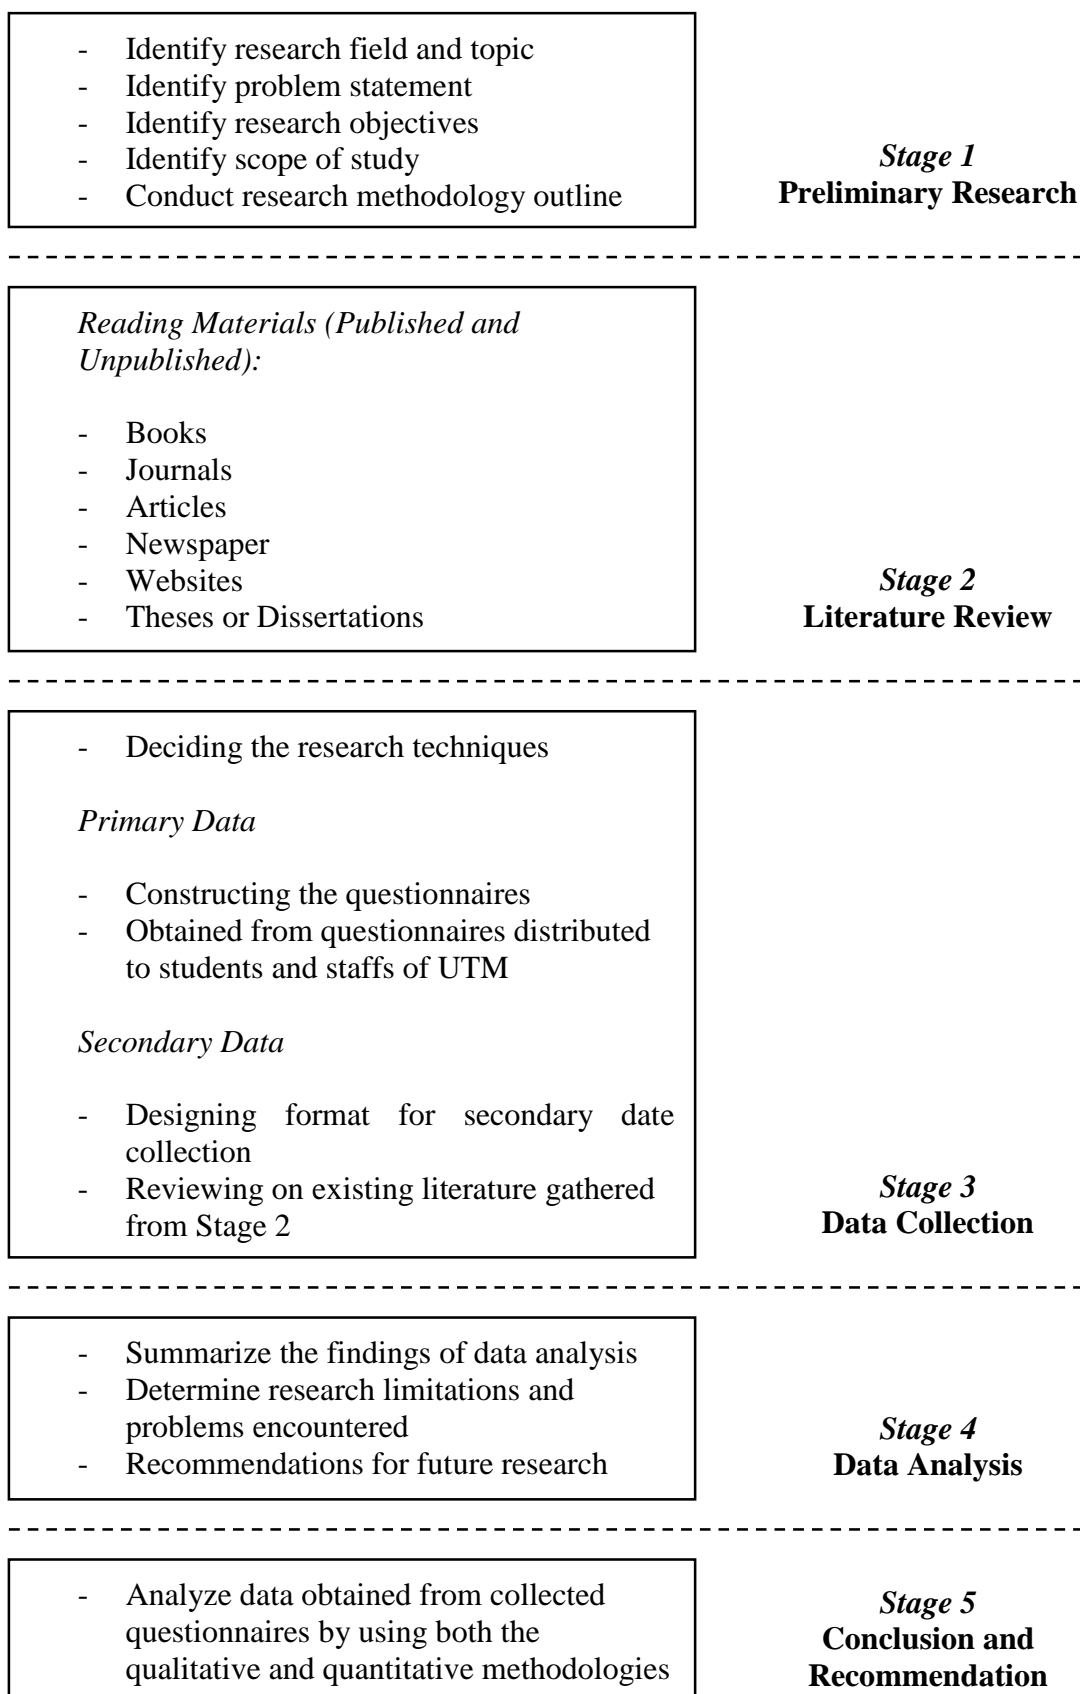 - Identify research field and topic
- Identify problem statement
- Identify research objectives
- Identify scope of study
- Conduct research methodology outline
Stage 1
Preliminary Research
Reading Materials (Published and
Unpublished):
- Books
- Journals
- Articles
- Newspaper
- Websites
- Theses or Dissertations
Stage 2
Literature Review
- Deciding the research techniques
Primary Data
- Constructing the questionnaires
- Obtained from questionnaires distributed
to students and staffs of UTM
Secondary Data
- Designing format for secondary date
collection
- Reviewing on existing literature gathered
from Stage 2
Stage 3
Data Collection
- Summarize the findings of data analysis
- Determine research limitations and
problems encountered
- Recommendations for future research
Stage 4
Data Analysis
- Analyze data obtained from collected
questionnaires by using both the
qualitative and quantitative methodologies
Stage 5
Conclusion and
Recommendation